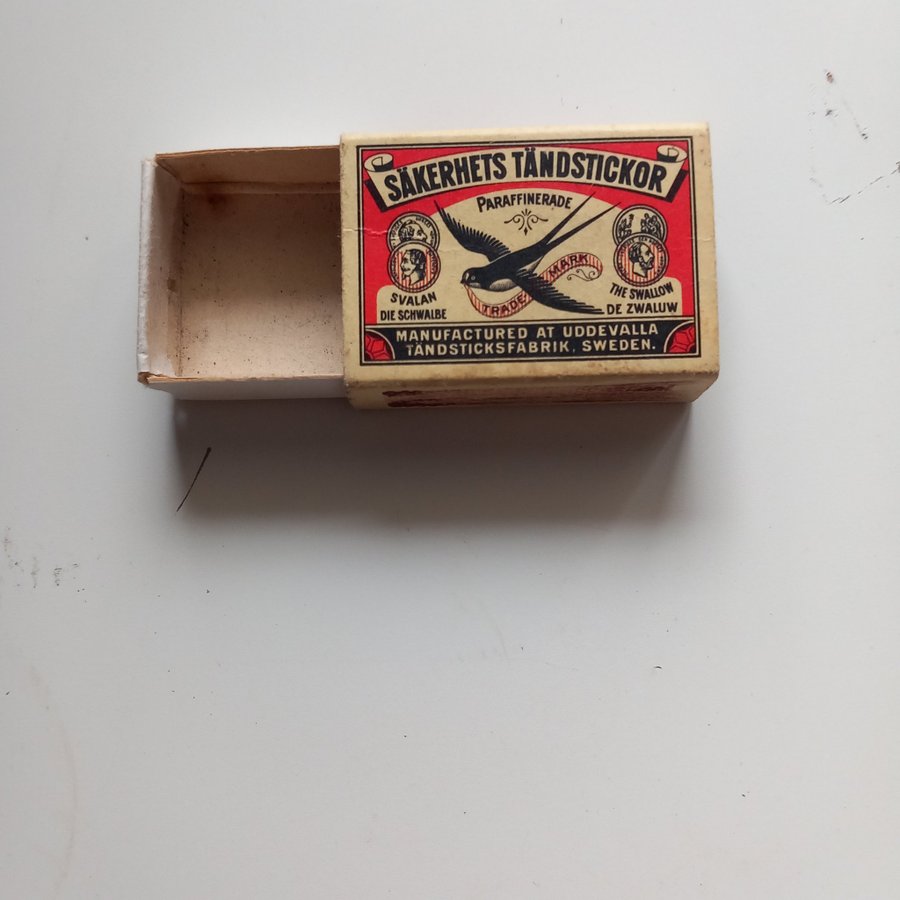 SÄKERHETS TÄNDSTICKOR
PARAFFINERADE
TRADE MARK
SVALAN
DIE SCHWALBE
THE SWALLOW
DE ZWALUW
MANUFACTURED AT UDDEVALLA
TÄNDSTICKSFABRIK, SWEDEN.